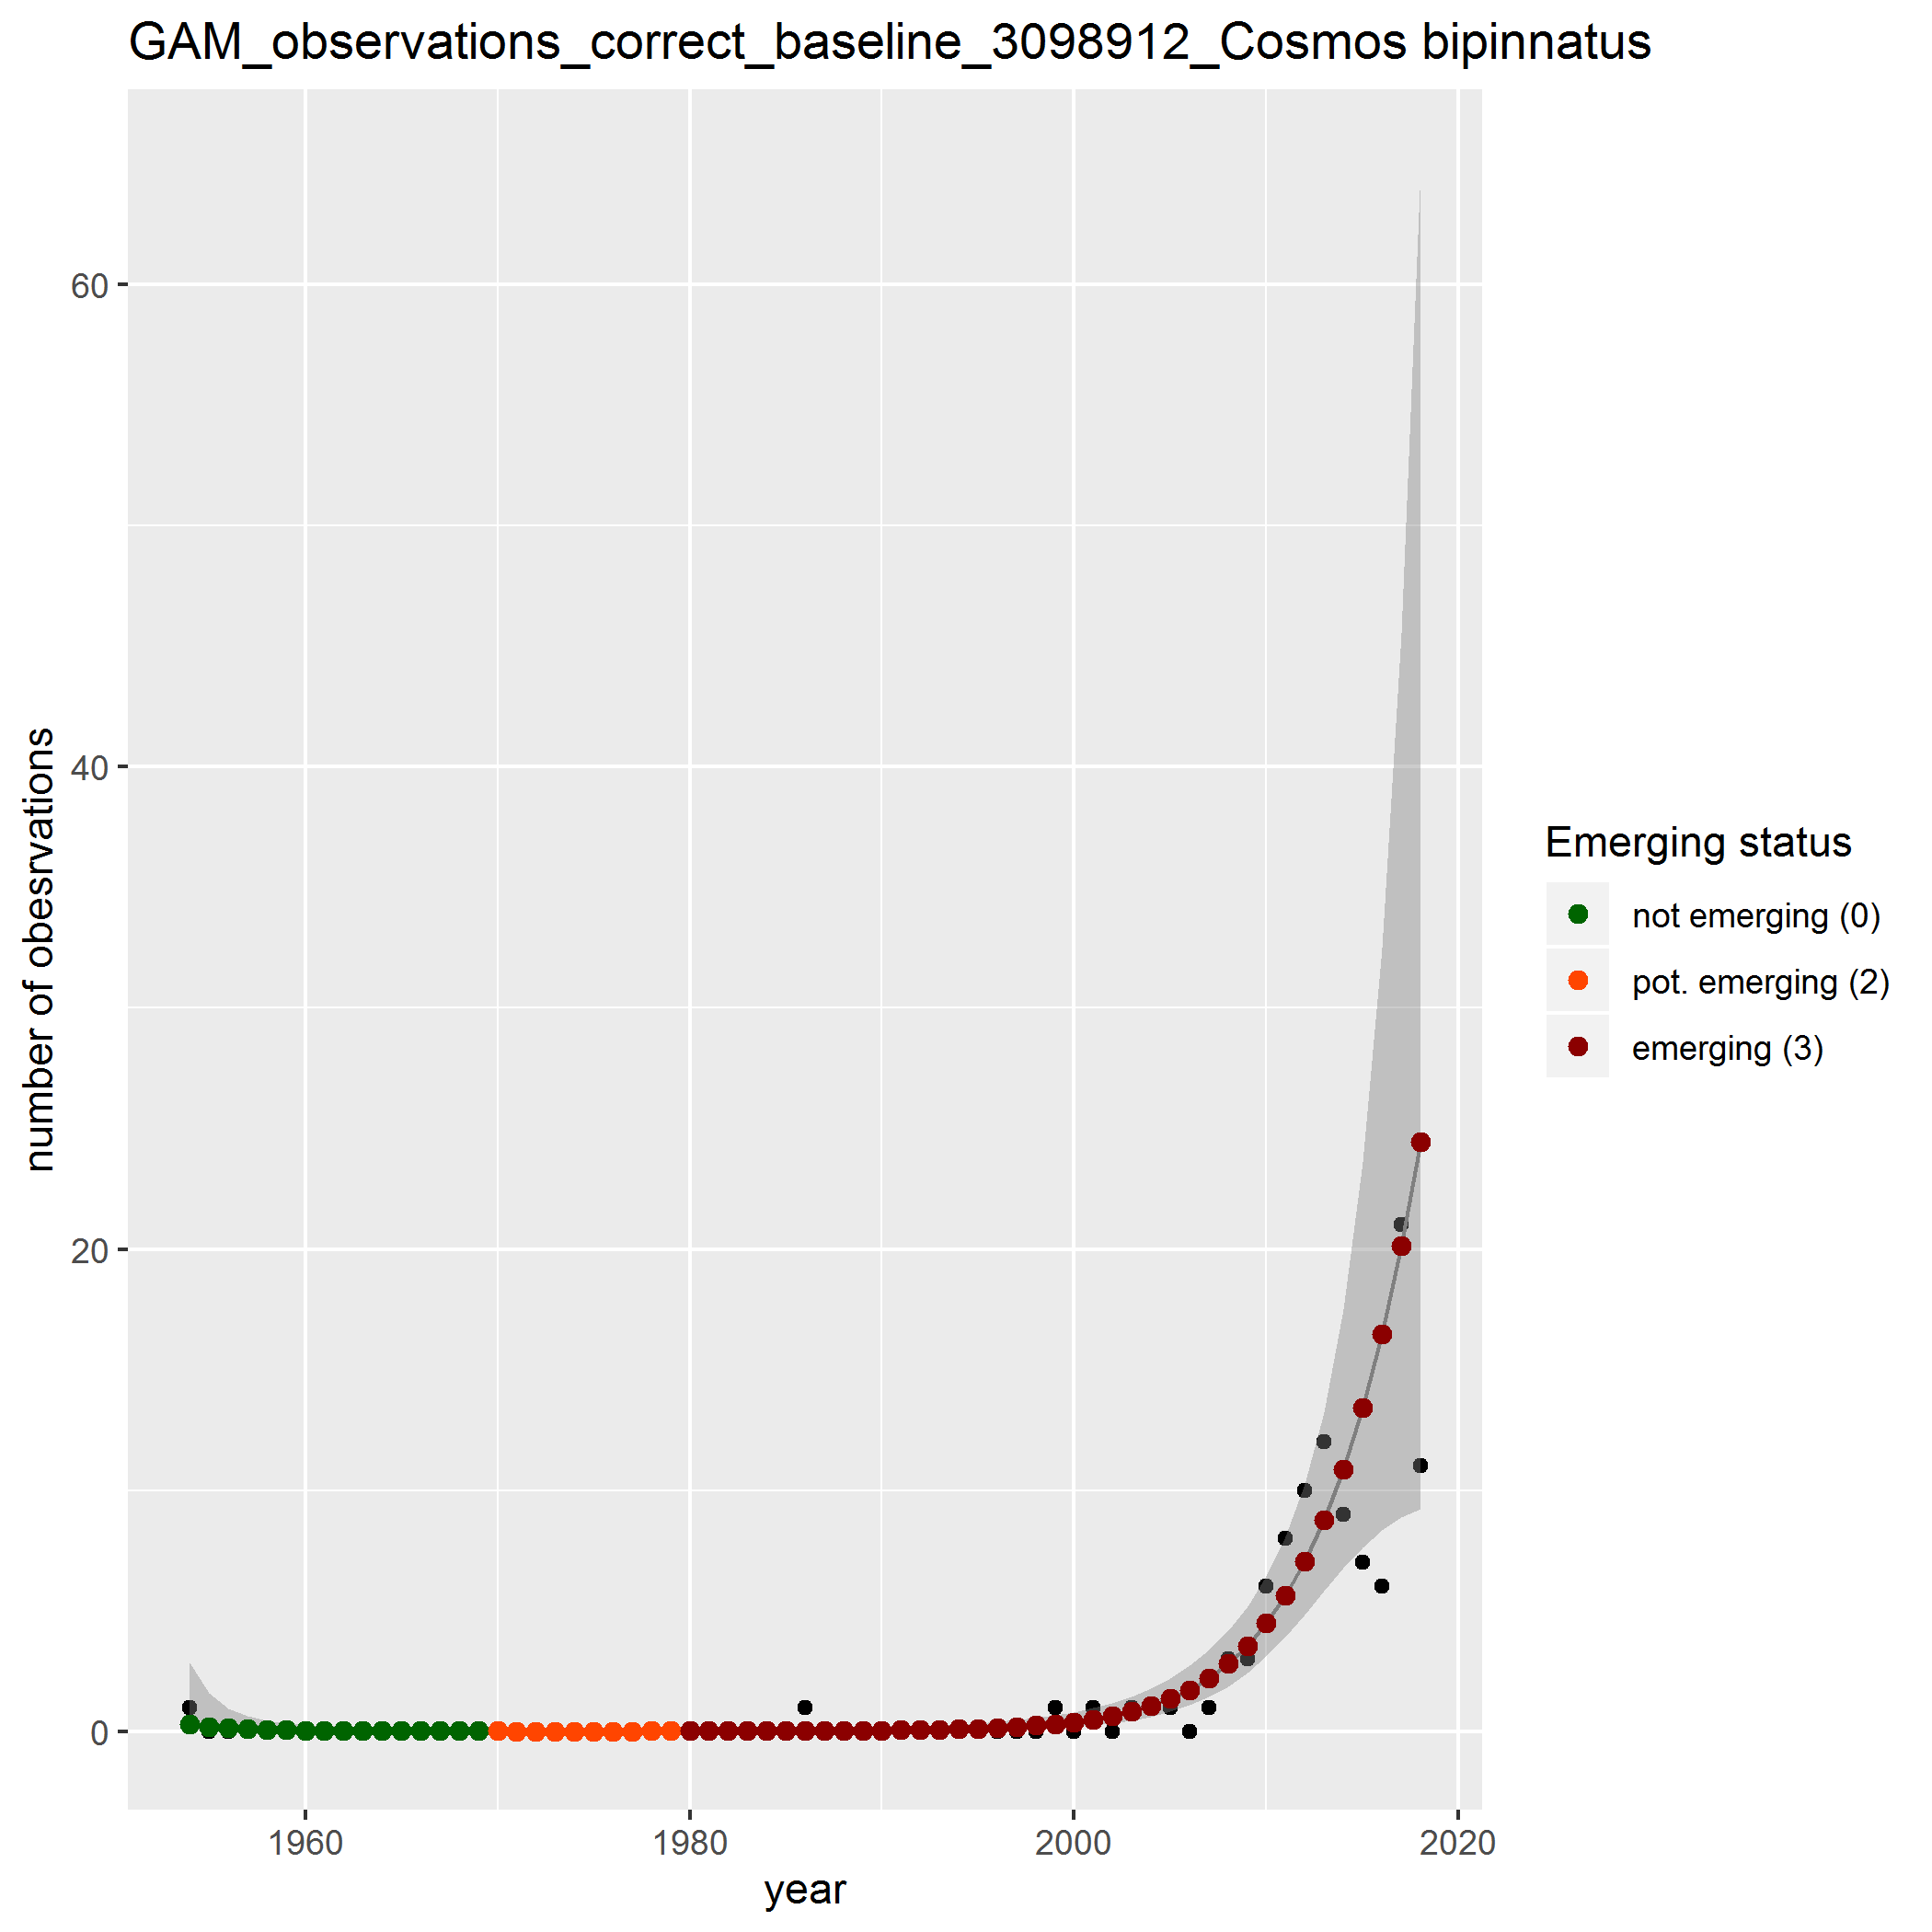 GAM_observations_correct_baseline_3098912_Cosmos bipinnatus
number of obesrvations
60
40
20
0
1960
1980
2000
2020
year
Emerging status
not emerging (0)
pot. emerging (2)
emerging (3)